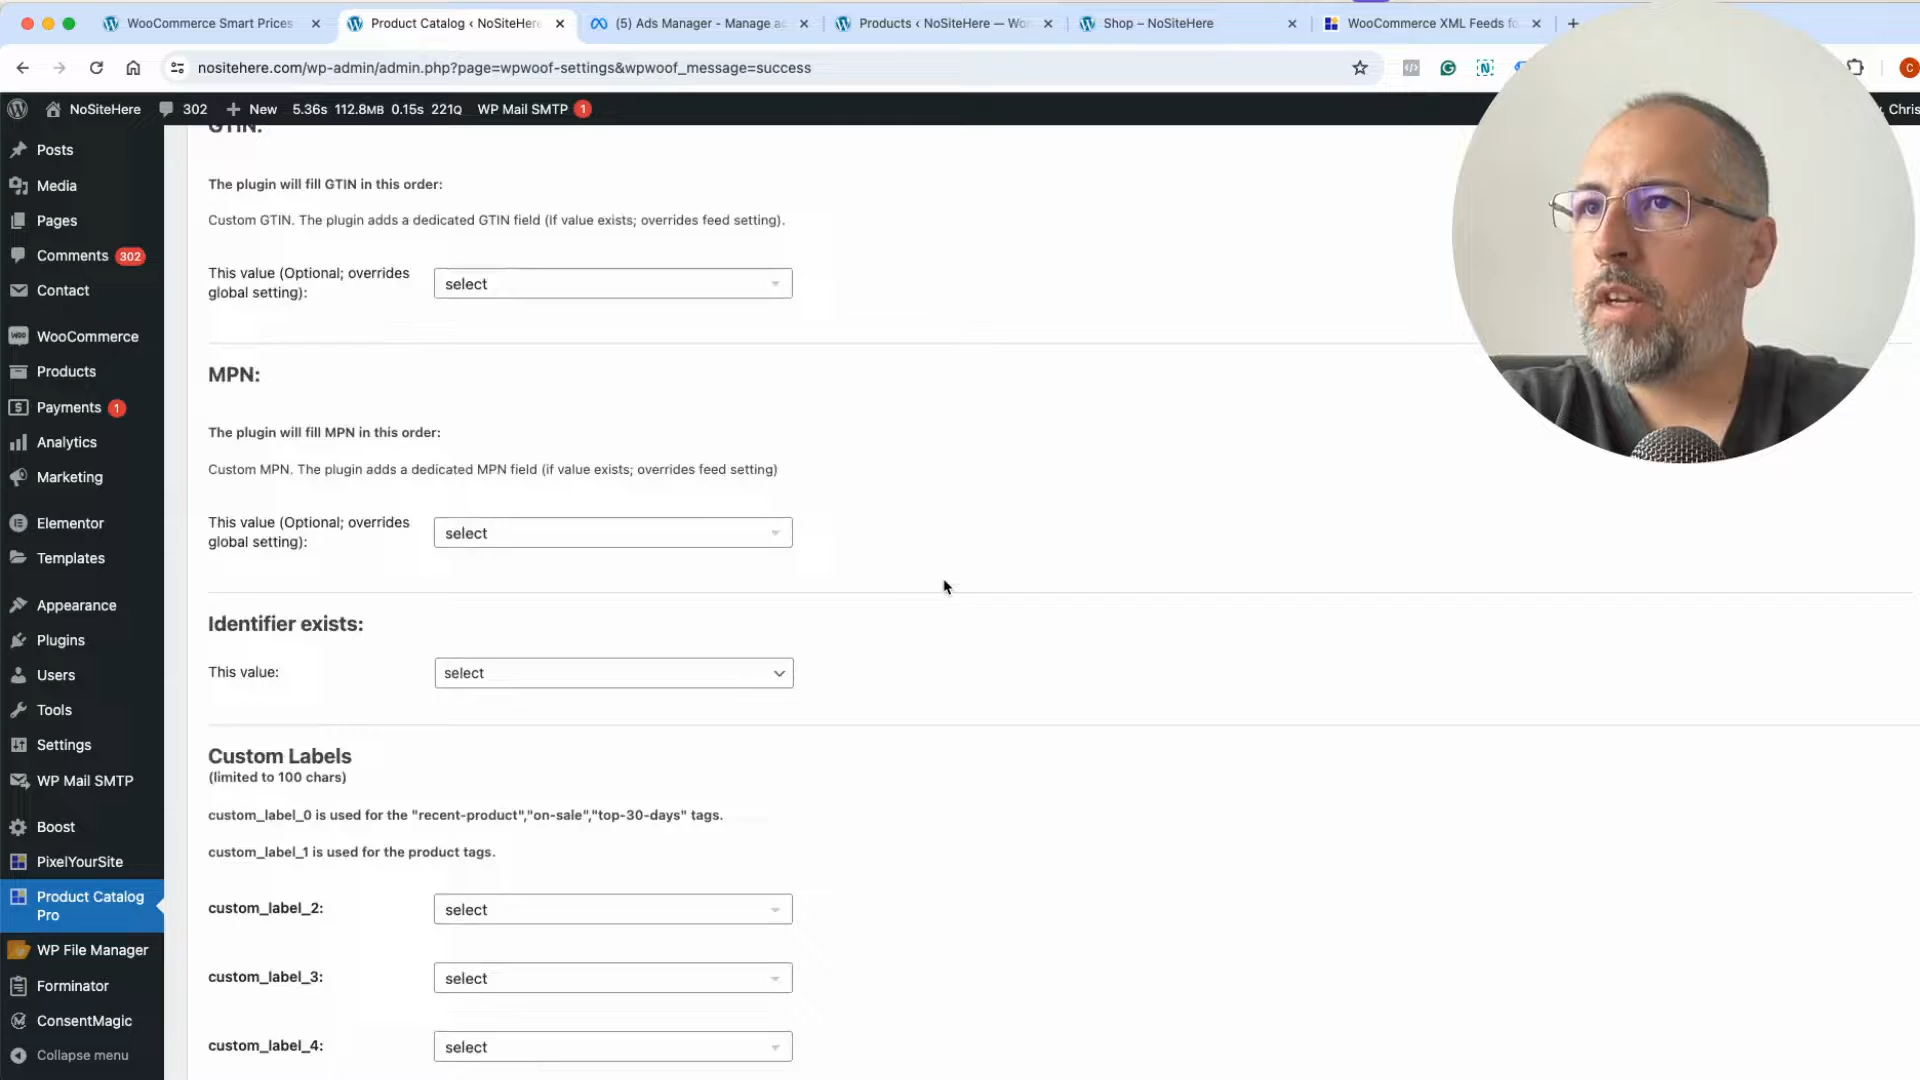 WooCommerce Smart Prices
Product Catalog ‹ NoSiteHere
(5) Ads Manager - Manage a
Products ‹ NoSiteHere — Wo
Shop – NoSiteHere
WooCommerce XML Feeds fo
nositehere.com/wp-admin/admin.php?page=wpwoof-settings&wpwoof_message=success
C
NoSiteHere
302
New
5.36s 112.8MB 0.15s 221Q
WP Mail SMTP 1
Chris
Posts
Media
Pages
Comments 302
Contact
WooCommerce
Products
Payments 1
Analytics
Marketing
Elementor
Templates
Appearance
Plugins
Users
Tools
Settings
WP Mail SMTP
Boost
PixelYourSite
Product Catalog
Pro
WP File Manager
Forminator
ConsentMagic
Collapse menu
GTIN:
The plugin will fill GTIN in this order:
Custom GTIN. The plugin adds a dedicated GTIN field (if value exists; overrides feed setting).
This value (Optional; overrides
global setting):
select
MPN:
The plugin will fill MPN in this order:
Custom MPN. The plugin adds a dedicated MPN field (if value exists; overrides feed setting)
This value (Optional; overrides
global setting):
select
Identifier exists:
This value:
select
Custom Labels
(limited to 100 chars)
custom_label_0 is used for the "recent-product","on-sale","top-30-days" tags.
custom_label_1 is used for the product tags.
custom_label_2:
select
custom_label_3:
select
custom_label_4:
select